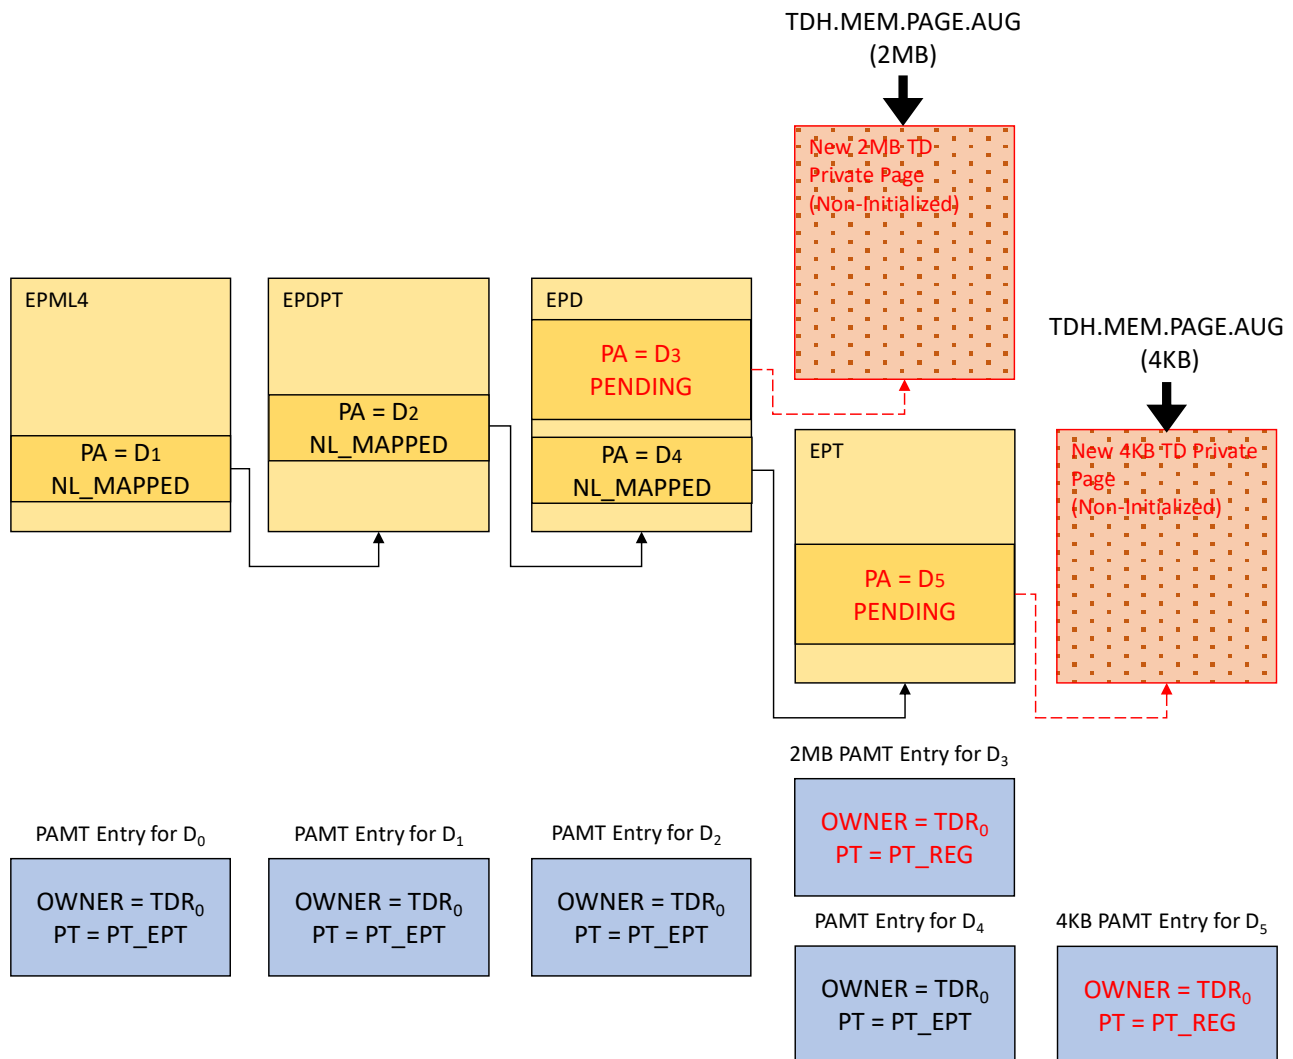 TDH.MEM.PAGE.AUG
(2MB)
New 2MB TD
Private Page
(Non-Initialized)
EPML4
PA = D1
NL_MAPPED
EPDPT
PA = D2
NL_MAPPED
EPD
PA = D3
PENDING
PA = D4
NL_MAPPED
TDH.MEM.PAGE.AUG
(4KB)
EPT
PA = D5
PENDING
New 4KB TD Private
Page
(Non-Initialized)
2MB PAMT Entry for D3
OWNER = TDR0
PT = PT_REG
PAMT Entry for D0
OWNER = TDR0
PT = PT_EPT
PAMT Entry for D1
OWNER = TDR0
PT = PT_EPT
PAMT Entry for D2
OWNER = TDR0
PT = PT_EPT
PAMT Entry for D4
OWNER = TDR0
PT = PT_EPT
4KB PAMT Entry for D5
OWNER = TDR0
PT = PT_REG